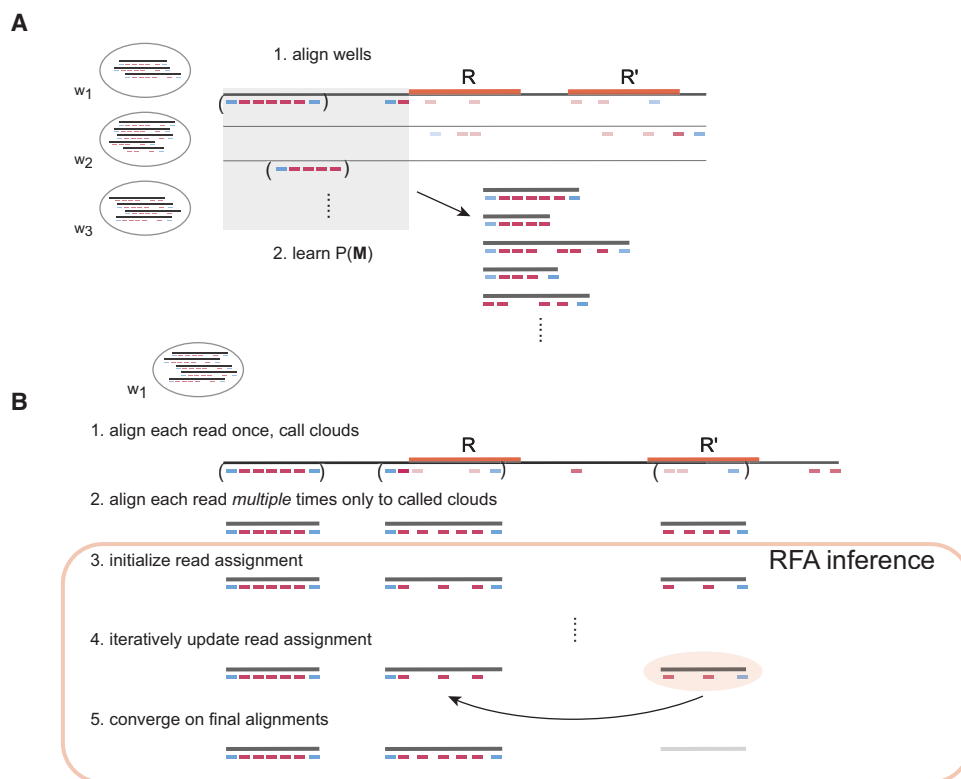 A
1. align wells
R
R'
w1
w2
w3
2. learn P(M)
w1
B
1. align each read once, call clouds
R
R'
2. align each read multiple times only to called clouds
3. initialize read assignment
RFA inference
4. iteratively update read assignment
5. converge on final alignments